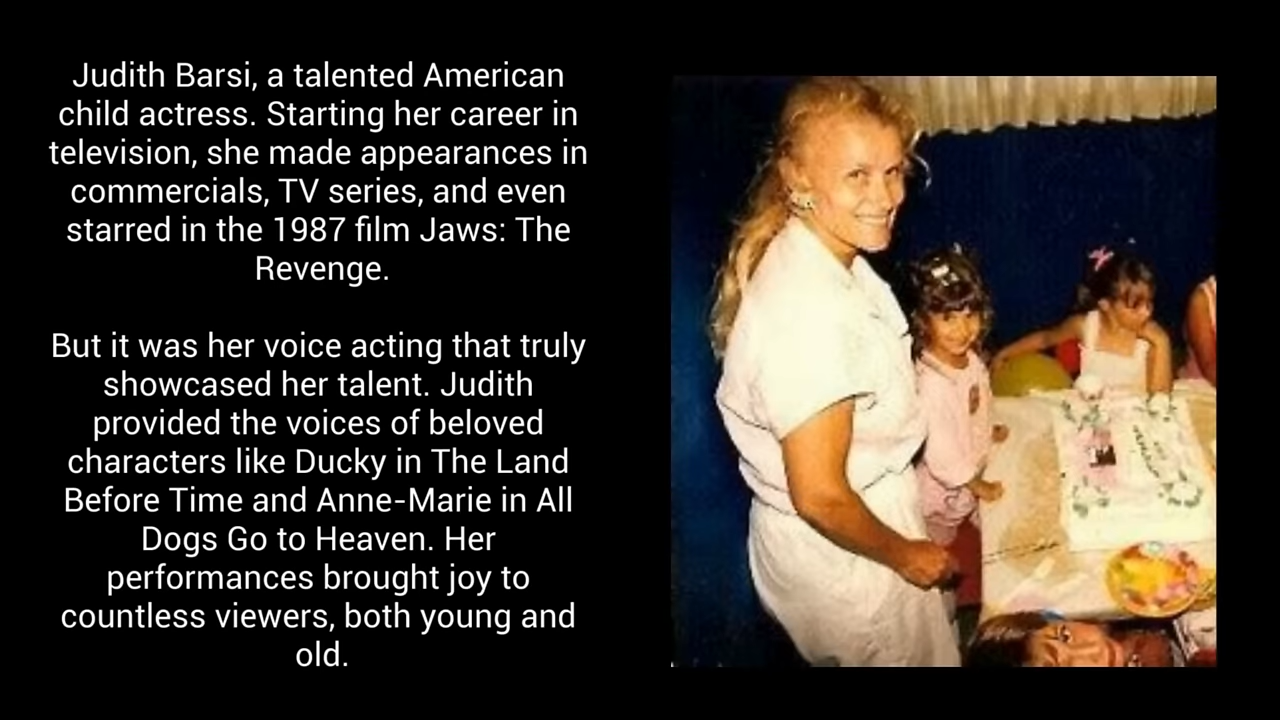 Judith Barsi, a talented American
child actress. Starting her career in
television, she made appearances in
commercials, TV series, and even
starred in the 1987 film Jaws: The
Revenge.
But it was her voice acting that truly
showcased her talent. Judith
provided the voices of beloved
characters like Ducky in The Land
Before Time and Anne-Marie in All
Dogs Go to Heaven. Her
performances brought joy to
countless viewers, both young and
old.